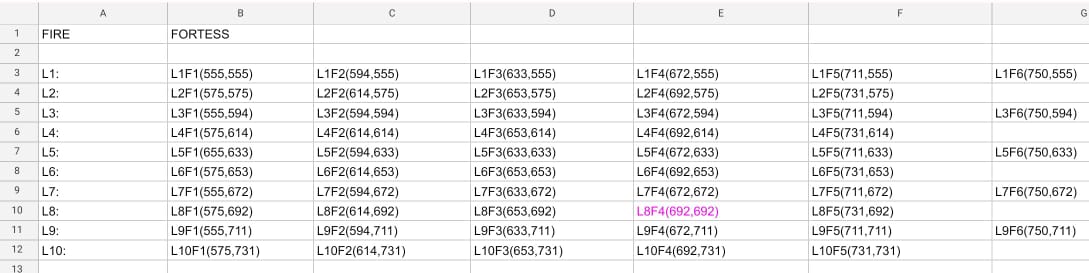 A B C D E F G
1 FIRE FORTESS
2
3 L1: L1F1(555,555) L1F2(594,555) L1F3(633,555) L1F4(672,555) L1F5(711,555) L1F6(750,555)
4 L2: L2F1(575,575) L2F2(614,575) L2F3(653,575) L2F4(692,575) L2F5(731,575)
5 L3: L3F1(555,594) L3F2(594,594) L3F3(633,594) L3F4(672,594) L3F5(711,594) L3F6(750,594)
6 L4: L4F1(575,614) L4F2(614,614) L4F3(653,614) L4F4(692,614) L4F5(731,614)
7 L5: L5F1(655,633) L5F2(594,633) L5F3(633,633) L5F4(672,633) L5F5(711,633) L5F6(750,633)
8 L6: L6F1(575,653) L6F2(614,653) L6F3(653,653) L6F4(692,653) L6F5(731,653)
9 L7: L7F1(555,672) L7F2(594,672) L7F3(633,672) L7F4(672,672) L7F5(711,672) L7F6(750,672)
10 L8: L8F1(575,692) L8F2(614,692) L8F3(653,692) L8F4(692,692) L8F5(731,692)
11 L9: L9F1(555,711) L9F2(594,711) L9F3(633,711) L9F4(672,711) L9F5(711,711) L9F6(750,711)
12 L10: L10F1(575,731) L10F2(614,731) L10F3(653,731) L10F4(692,731) L10F5(731,731)
13